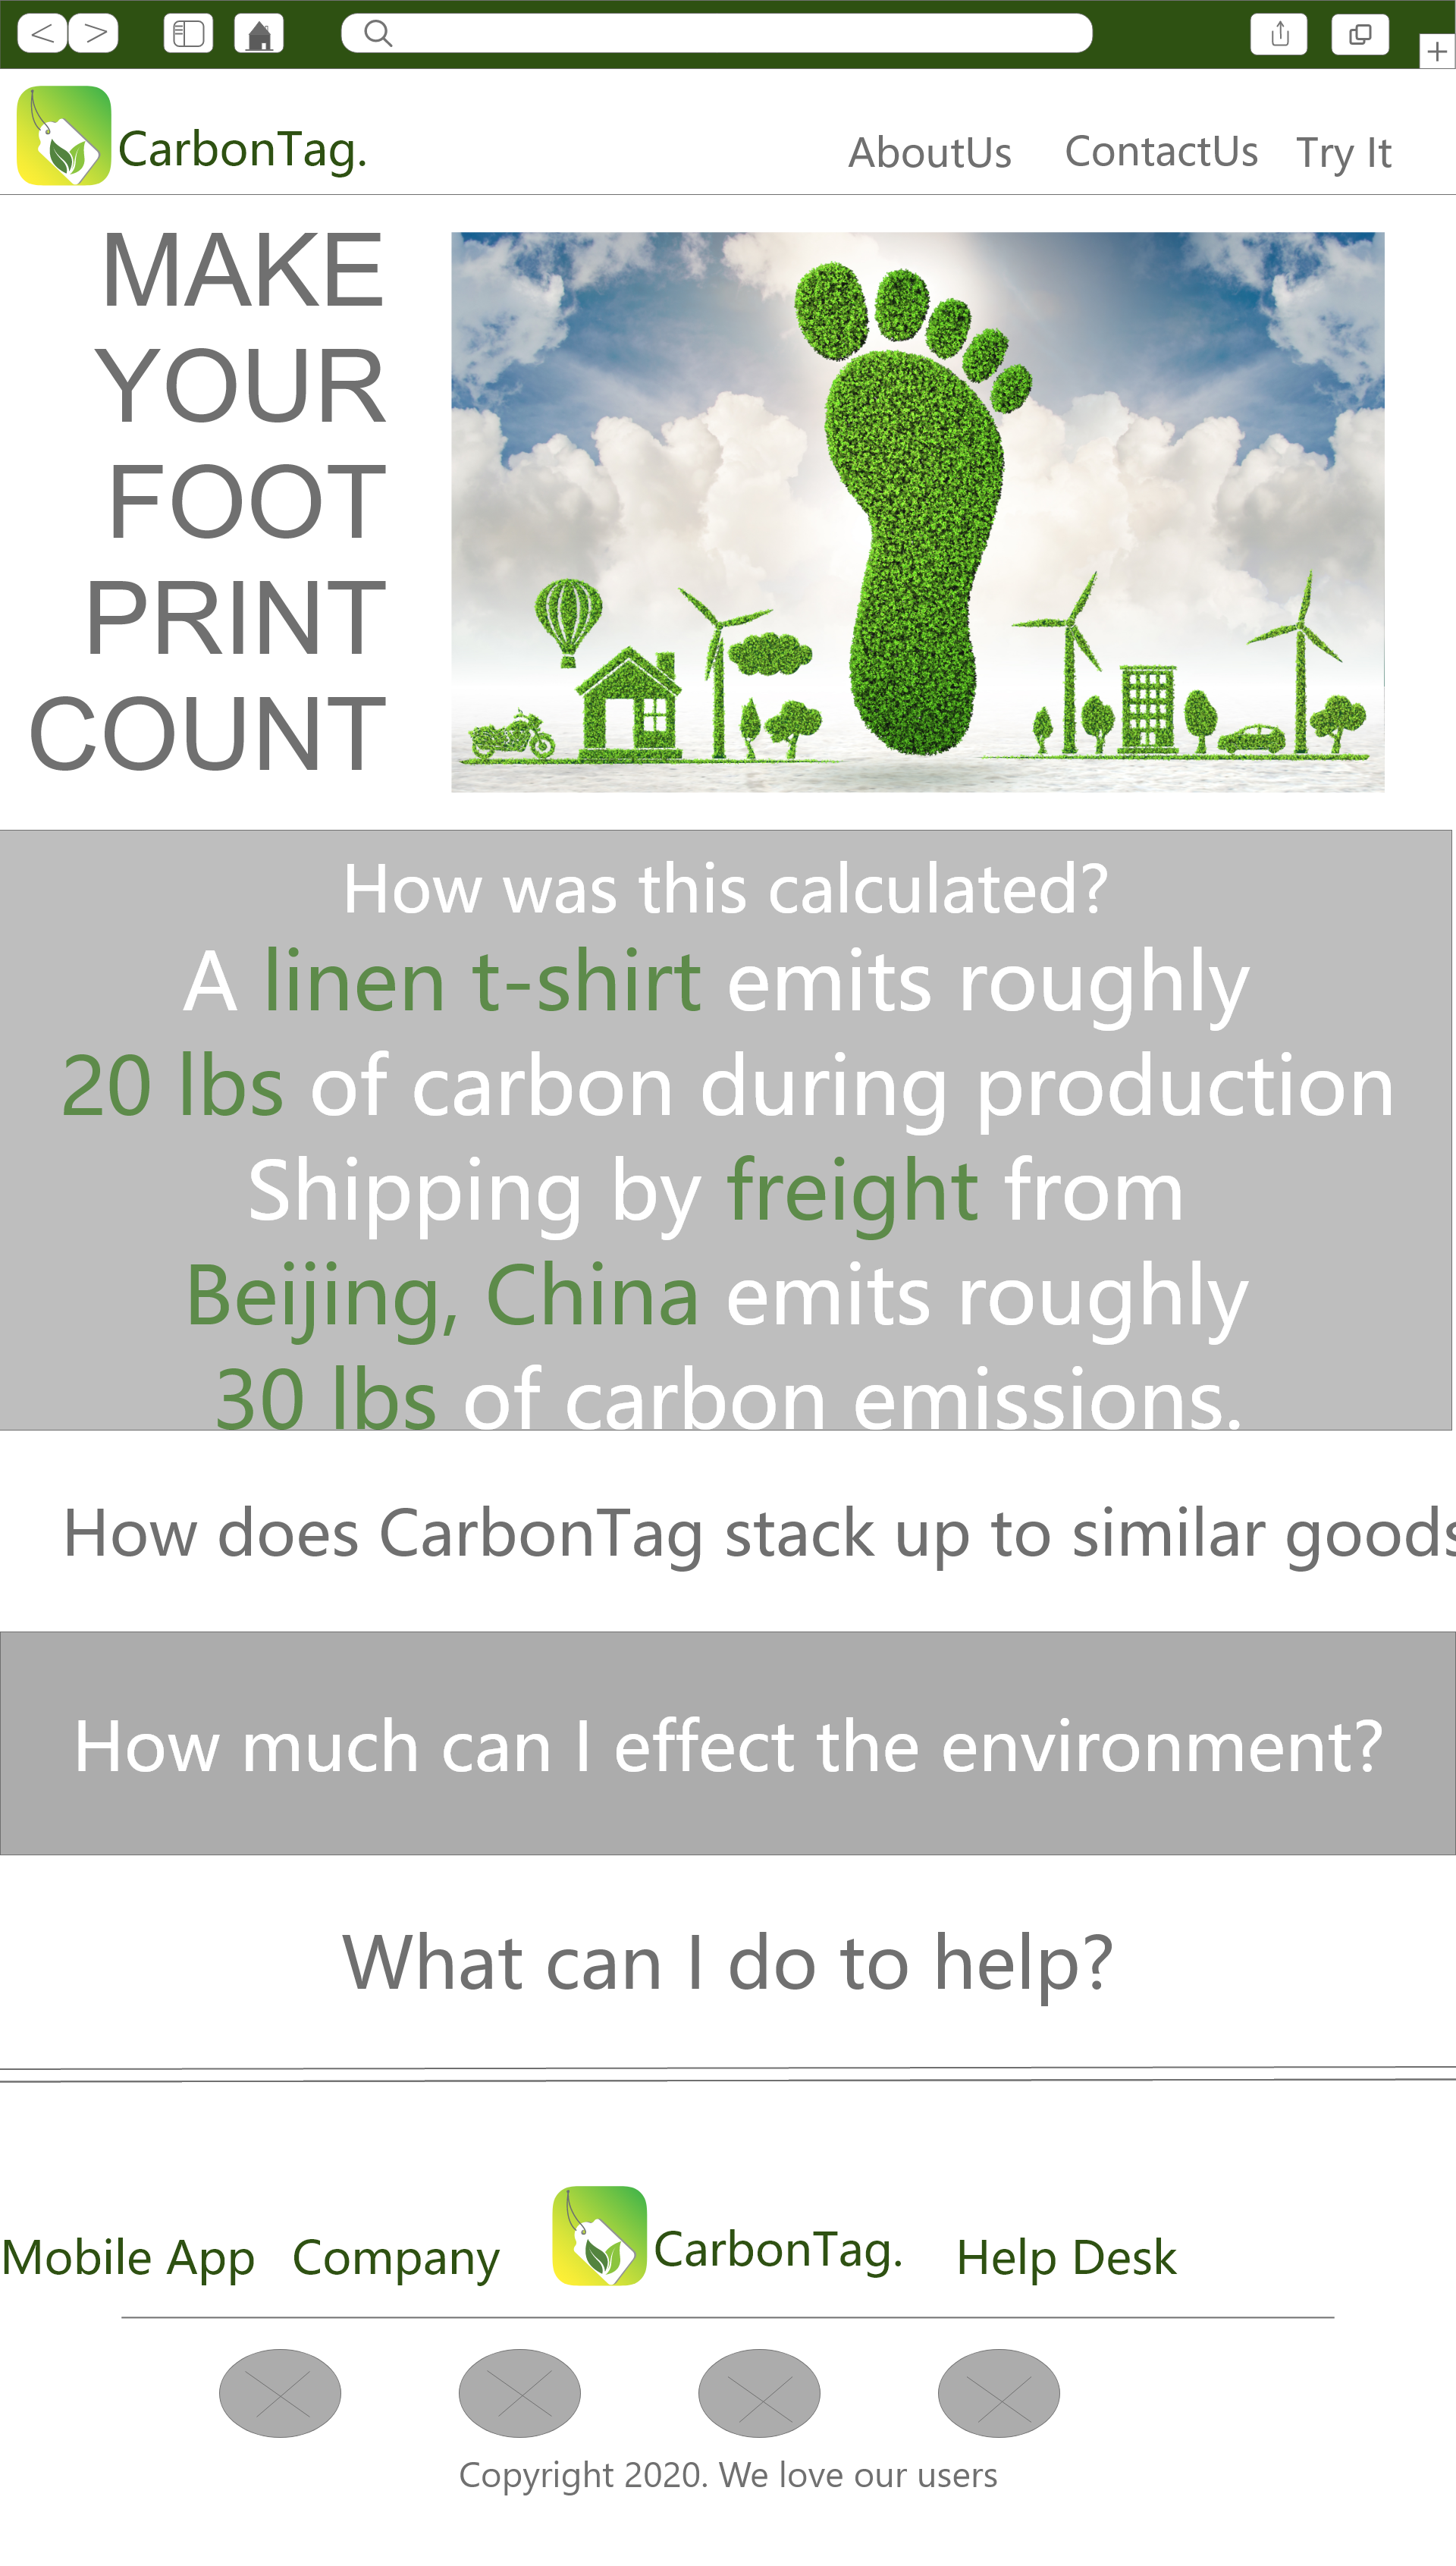 CarbonTag.
AboutUs ContactUs Try It
MAKE
YOUR
FOOT
PRINT
COUNT
How was this calculated?
A linen t-shirt emits roughly
20 lbs of carbon during production
Shipping by freight from
Beijing, China emits roughly
30 lbs of carbon emissions.
How does CarbonTag stack up to similar goods
How much can I effect the environment?
What can I do to help?
Mobile App Company CarbonTag. Help Desk
Copyright 2020. We love our users